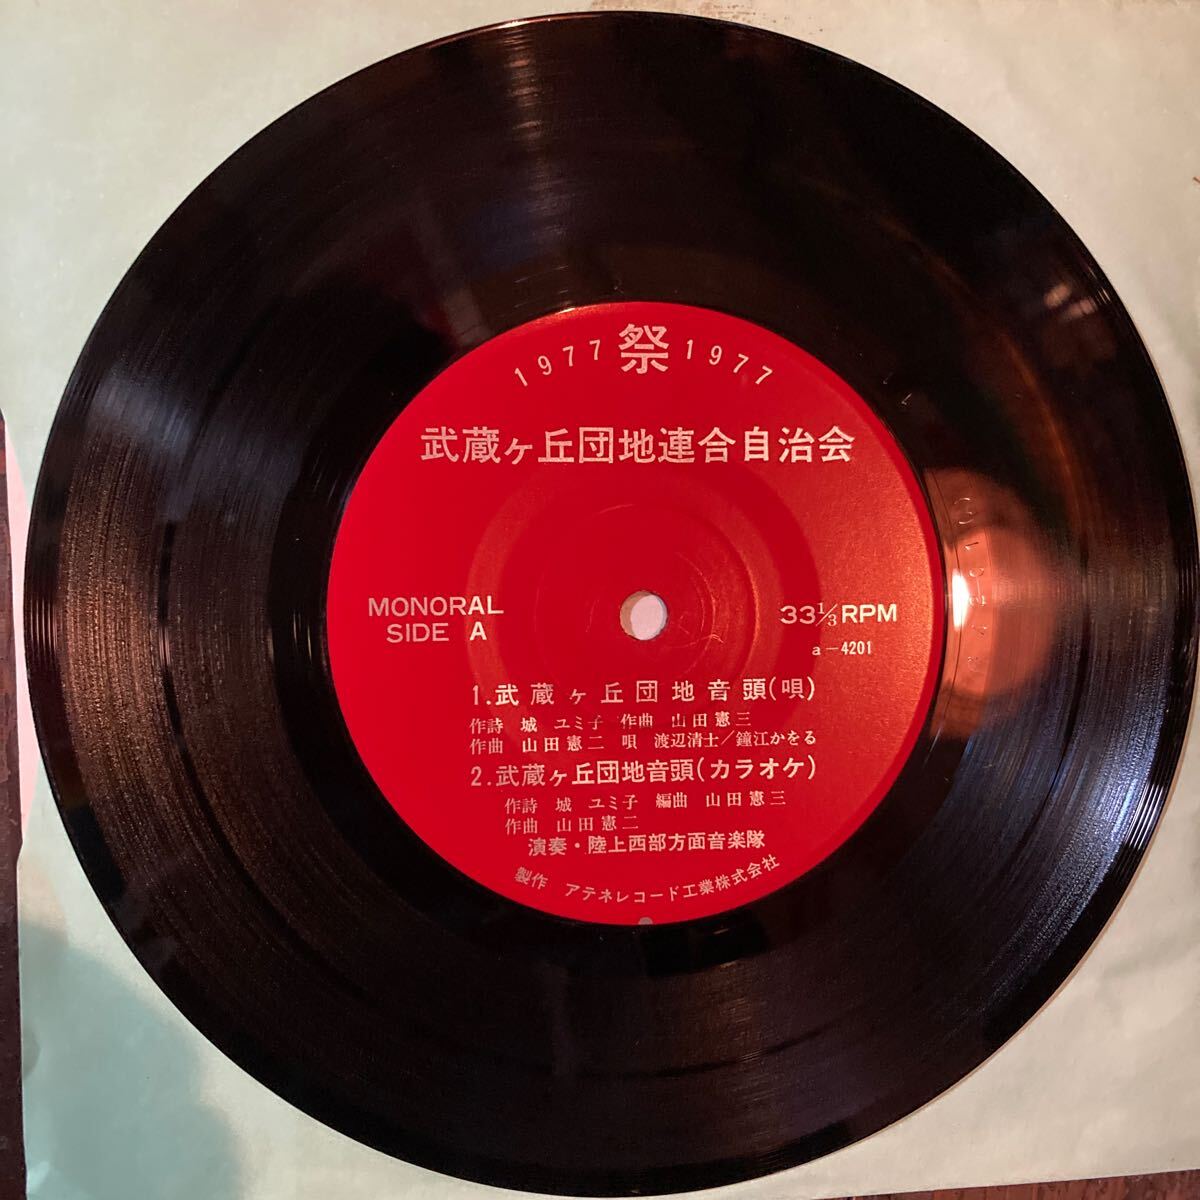 1977 祭 1977
武蔵ヶ丘団地連合自治会
MONORAL
SIDE A
33⅓ RPM
a－4201
1.武蔵ヶ丘団地音頭(唄)
作詩 城 ユミ子 作曲 山田憲三
作曲 山田憲二 唄 渡辺清士／鐘江かをる
2.武蔵ヶ丘団地音頭(カラオケ)
作詩 城 ユミ子 編曲 山田憲三
作曲 山田憲二
演奏・陸上西部方面音楽隊
製作 アテネレコード工業株式会社